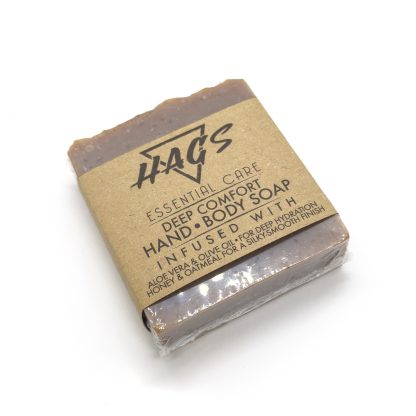 HAGS
ESSENTIAL CARE
DEEP COMFORT
HAND • BODY SOAP
INFUSED WITH
ALOE VERA & OLIVE OIL • FOR DEEP HYDRATION
HONEY & OATMEAL FOR A SILKY SMOOTH FINISH